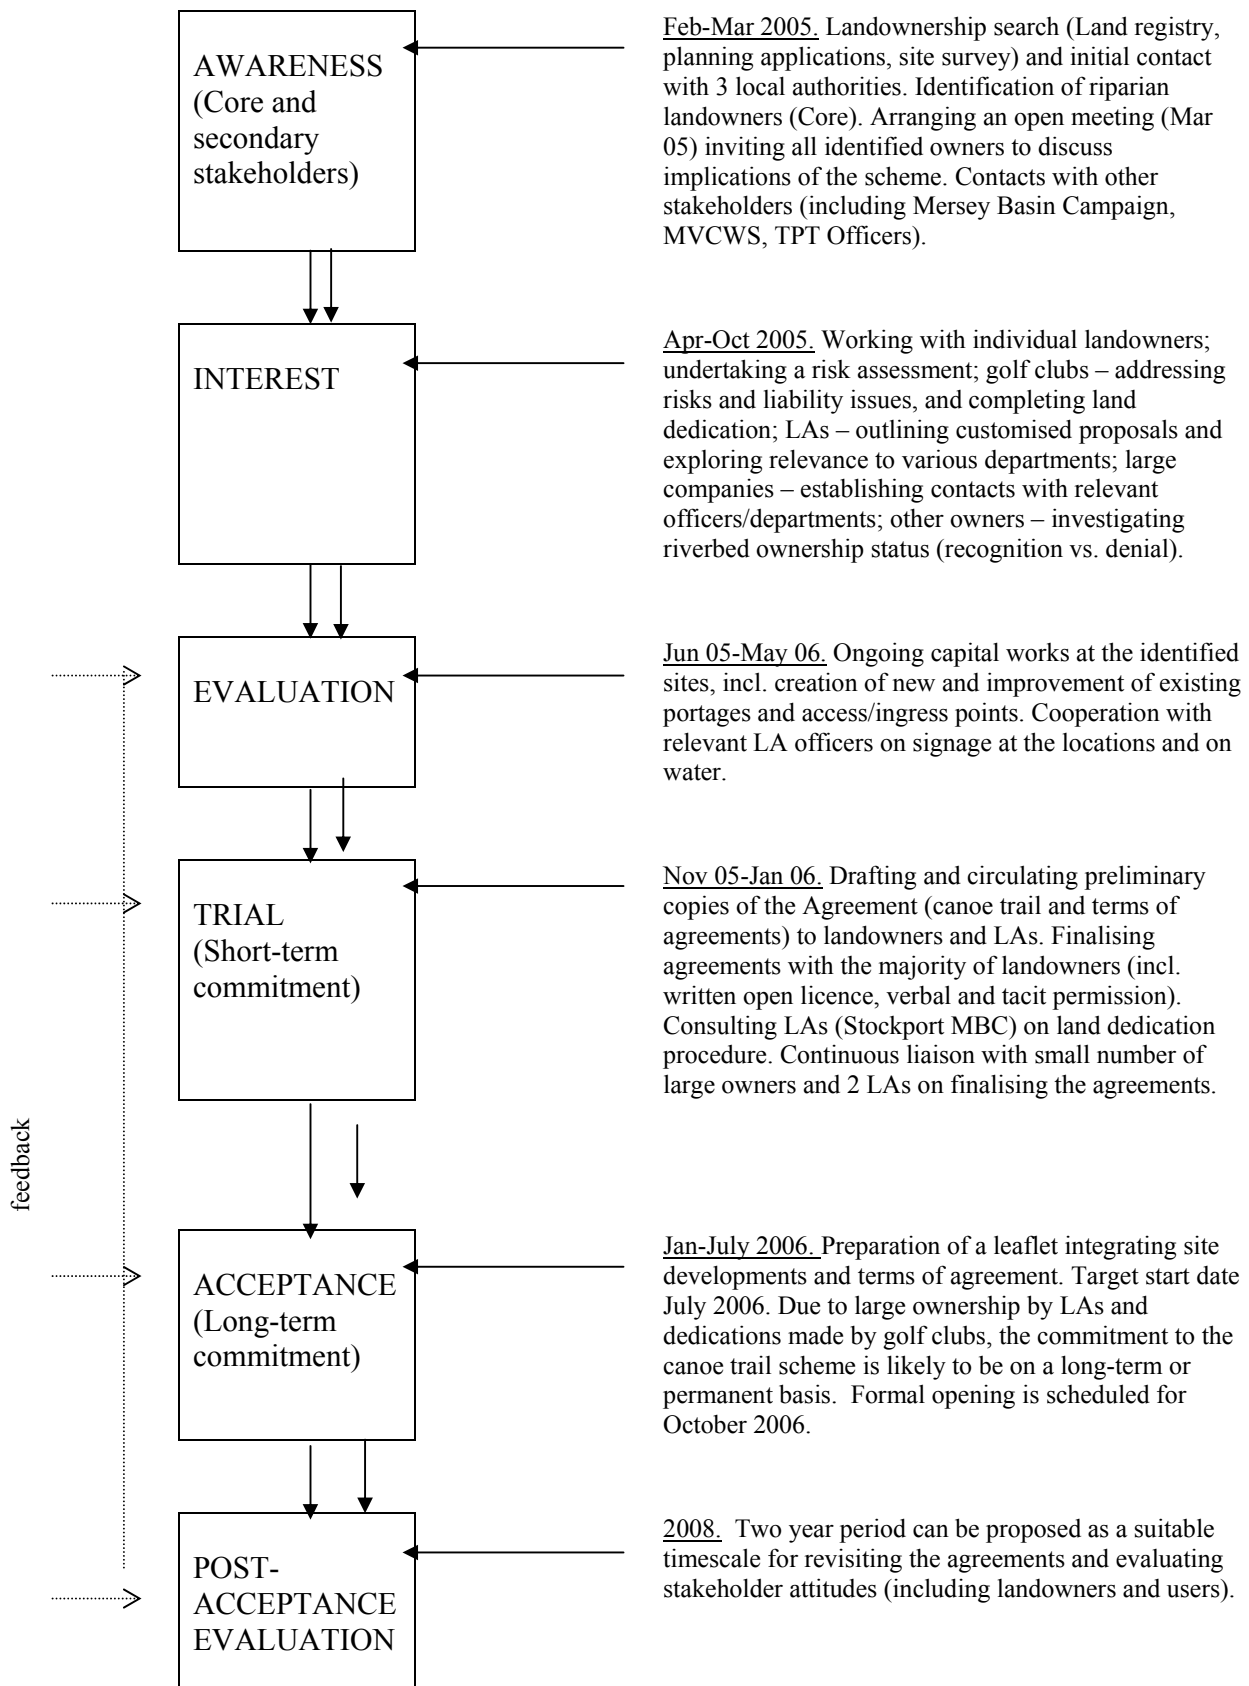 AWARENESS
(Core and
secondary
stakeholders)
Feb-Mar 2005. Landownership search (Land registry,
planning applications, site survey) and initial contact
with 3 local authorities. Identification of riparian
landowners (Core). Arranging an open meeting (Mar
05) inviting all identified owners to discuss
implications of the scheme. Contacts with other
stakeholders (including Mersey Basin Campaign,
MVCWS, TPT Officers).
INTEREST
Apr-Oct 2005. Working with individual landowners;
undertaking a risk assessment; golf clubs – addressing
risks and liability issues, and completing land
dedication; LAs – outlining customised proposals and
exploring relevance to various departments; large
companies – establishing contacts with relevant
officers/departments; other owners – investigating
riverbed ownership status (recognition vs. denial).
EVALUATION
Jun 05-May 06. Ongoing capital works at the identified
sites, incl. creation of new and improvement of existing
portages and access/ingress points. Cooperation with
relevant LA officers on signage at the locations and on
water.
TRIAL
(Short-term
commitment)
Nov 05-Jan 06. Drafting and circulating preliminary
copies of the Agreement (canoe trail and terms of
agreements) to landowners and LAs. Finalising
agreements with the majority of landowners (incl.
written open licence, verbal and tacit permission).
Consulting LAs (Stockport MBC) on land dedication
procedure. Continuous liaison with small number of
large owners and 2 LAs on finalising the agreements.
feedback
ACCEPTANCE
(Long-term
commitment)
Jan-July 2006. Preparation of a leaflet integrating site
developments and terms of agreement. Target start date
July 2006. Due to large ownership by LAs and
dedications made by golf clubs, the commitment to the
canoe trail scheme is likely to be on a long-term or
permanent basis. Formal opening is scheduled for
October 2006.
POST-
ACCEPTANCE
EVALUATION
2008. Two year period can be proposed as a suitable
timescale for revisiting the agreements and evaluating
stakeholder attitudes (including landowners and users).